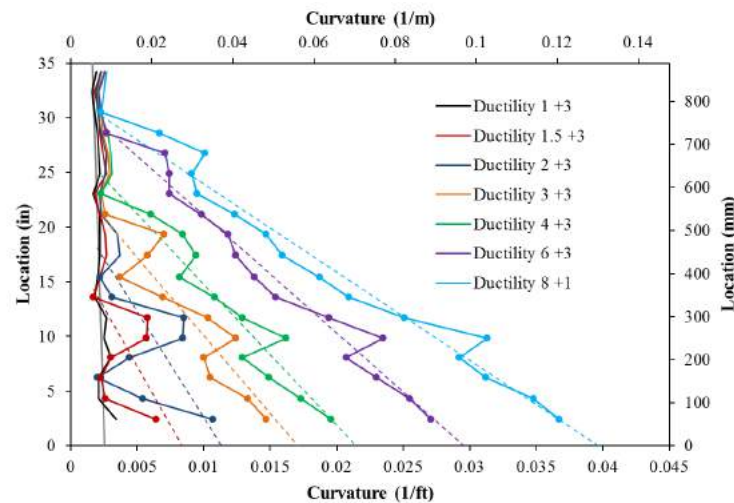 Curvature (1/m)
0 0.02 0.04 0.06 0.08 0.1 0.12 0.14
35
30
25
20
15
10
5
0
Location (in)
Ductility 1 +3
Ductility 1.5 +3
Ductility 2 +3
Ductility 3 +3
Ductility 4 +3
Ductility 6 +3
Ductility 8 +1
800
700
600
500
400
300
200
100
0
Location (mm)
0 0.005 0.01 0.015 0.02 0.025 0.03 0.035 0.04 0.045
Curvature (1/ft)